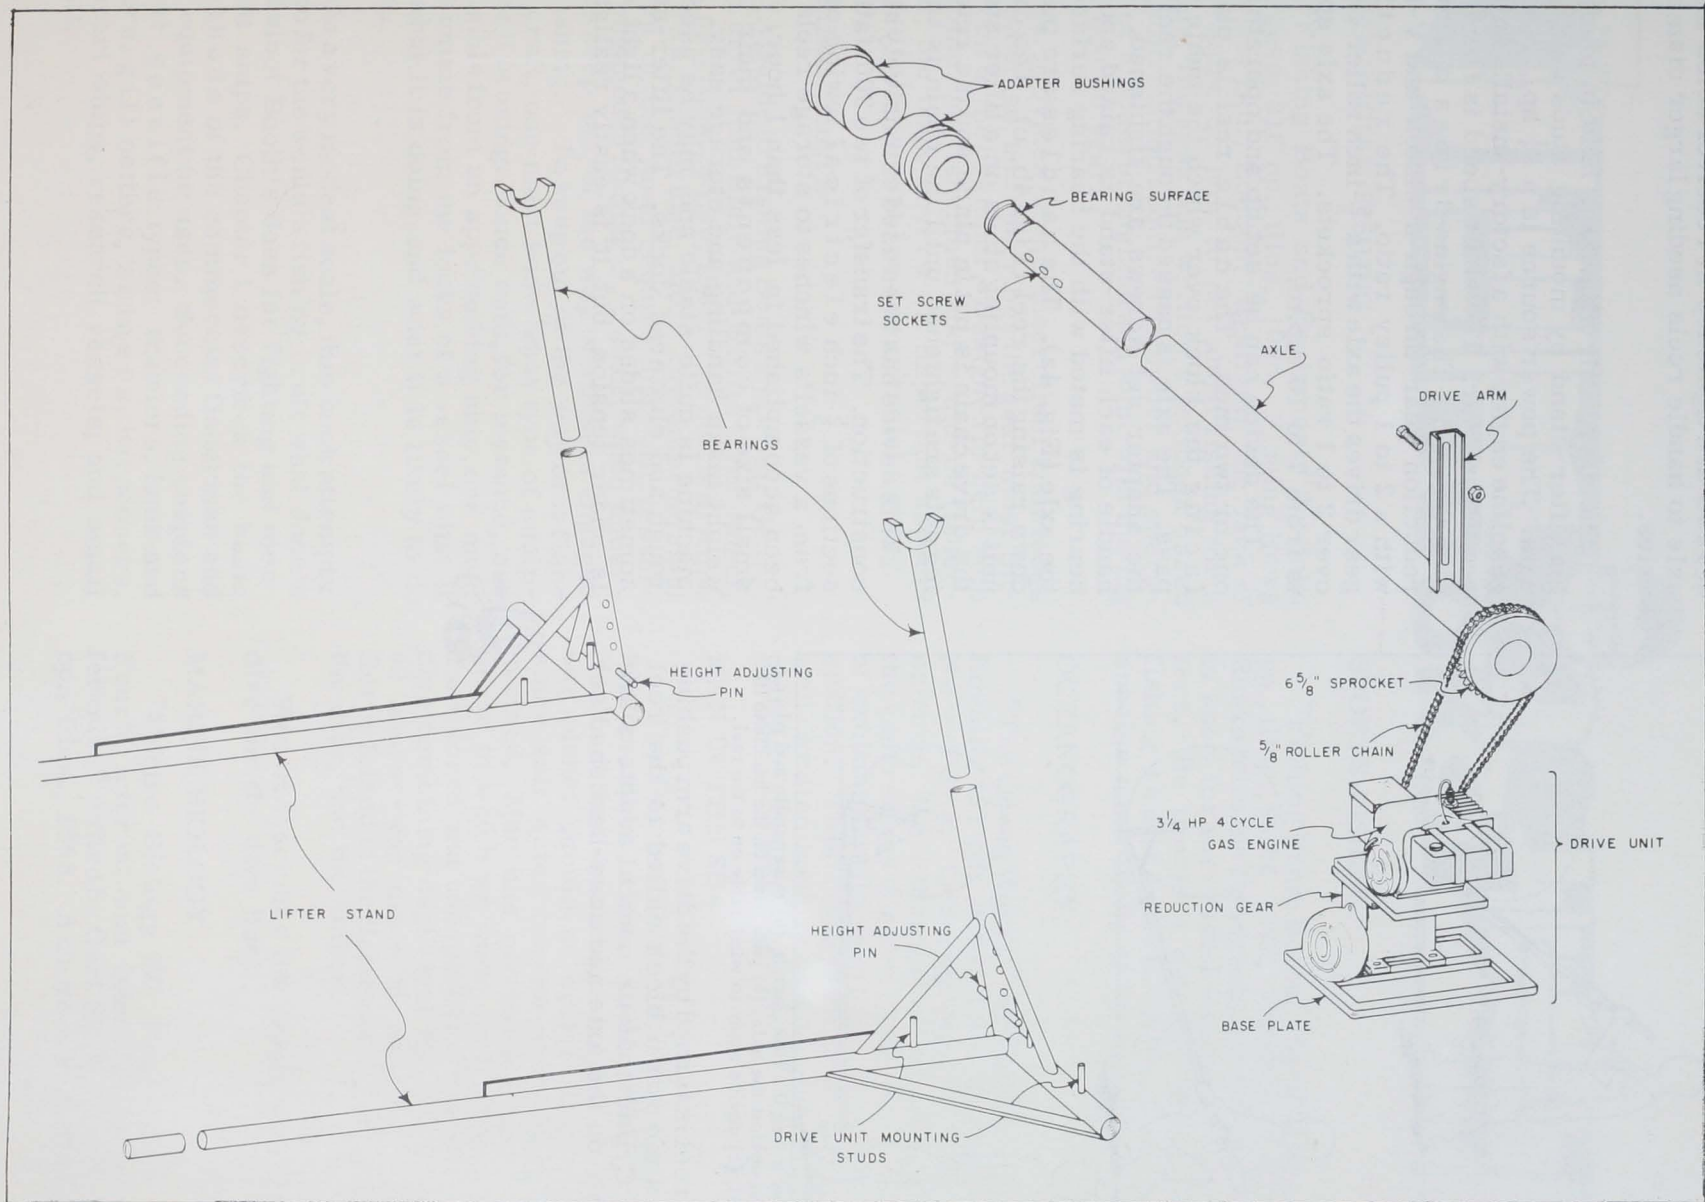 ADAPTER BUSHINGS
BEARING SURFACE
SET SCREW
SOCKETS
AXLE
DRIVE ARM
BEARINGS
HEIGHT ADJUSTING
PIN
6 5/8" SPROCKET
5/8" ROLLER CHAIN
3 1/4 HP 4 CYCLE
GAS ENGINE
DRIVE UNIT
REDUCTION GEAR
LIFTER STAND
HEIGHT ADJUSTING
PIN
BASE PLATE
DRIVE UNIT MOUNTING
STUDS